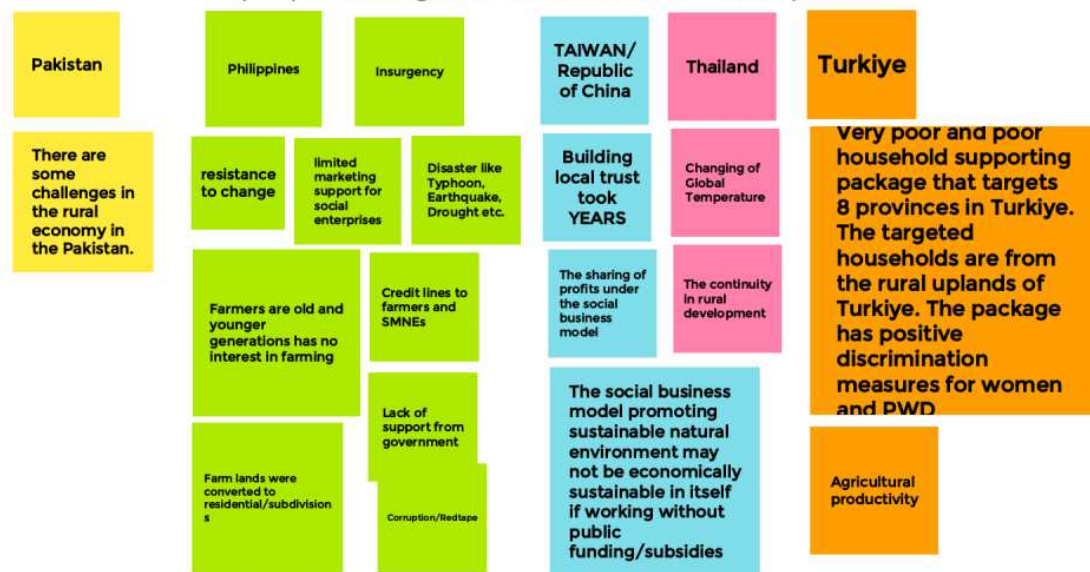 Pakistan
There are
some
challenges in
the rural
economy in
the Pakistan.
Philippines
Insurgency
resistance
to change
limited
marketing
support for
social
enterprises
Disaster like
Typhoon,
Earthquake,
Drought etc.
Farmers are old and
younger
generations has no
interest in farming
Credit lines to
farmers and
SMNEs
Lack of
support from
government
Farm lands were
converted to
residential/subdivision
s
Corruption/Redtape
TAIWAN/
Republic
of China
Building
local trust
took
YEARS
The sharing of
profits under
the social
business
model
The social business
model promoting
sustainable natural
environment may
not be economically
sustainable in itself
if working without
public
funding/subsidies
Thailand
Changing of
Global
Temperature
The continuity
in rural
development
Turkiye
Very poor and poor
household supporting
package that targets
8 provinces in Turkiye.
The targeted
households are from
the rural uplands of
Turkiye. The package
has positive
discrimination
measures for women
and PWD
Agricultural
productivity